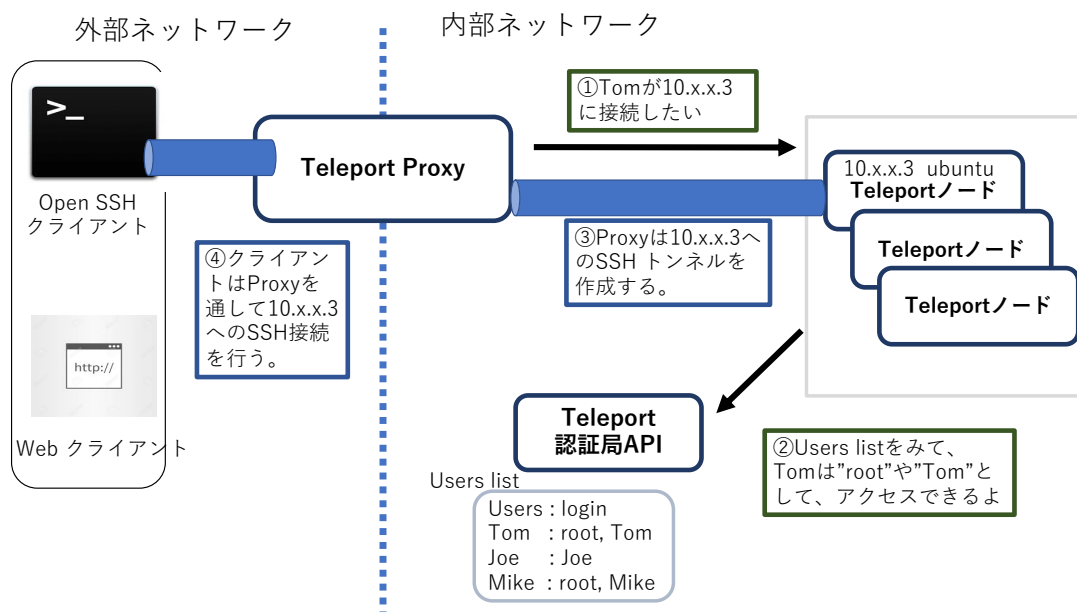 外部ネットワーク
内部ネットワーク
>_
Open SSH
クライアント
http://
Web クライアント
Teleport Proxy
①Tomが10.x.x.3
に接続したい
10.x.x.3 ubuntu
Teleportノード
Teleportノード
Teleportノード
④クライアン
トはProxyを
通して10.x.x.3
へのSSH接続
を行う。
③Proxyは10.x.x.3へ
のSSH トンネルを
作成する。
Teleport
認証局API
②Users listをみて、
Tomは”root”や”Tom”と
して、アクセスできるよ
Users list
Users : login
Tom : root, Tom
Joe : Joe
Mike : root, Mike